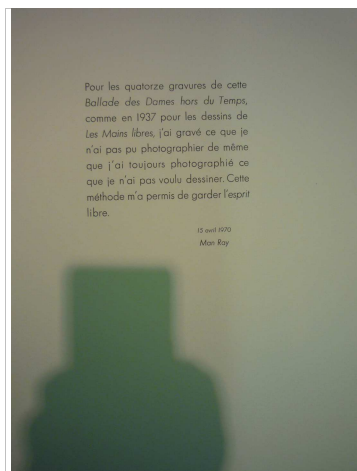 Pour les quatorze gravures de cette
Ballade des Dames hors du Temps,
comme en 1937 pour les dessins de
Les Mains libres, j'ai gravé ce que je
n'ai pas pu photographier de même
que j'ai toujours photographié ce
que je n'ai pas voulu dessiner. Cette
méthode m'a permis de garder l'esprit
libre.
15 avril 1970
Man Ray